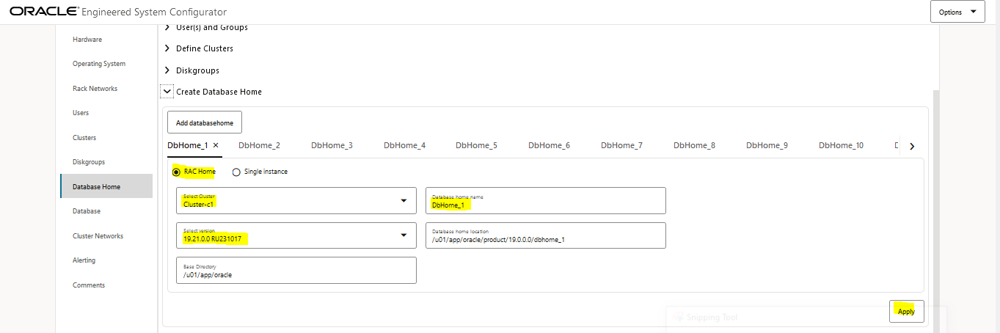 ORACLE® Engineered System Configurator
Options
Hardware
Operating System
Rack Networks
Users
Clusters
Diskgroups
Database Home
Database
Cluster Networks
Alerting
Comments
User(s) and Groups
Define Clusters
Diskgroups
Create Database Home
Add databasehome
DbHome_1 × DbHome_2 DbHome_3 DbHome_4 DbHome_5 DbHome_6 DbHome_7 DbHome_8 DbHome_9 DbHome_10
RAC Home Single instance
Select Cluster
Cluster-c1
Database home name
DbHome_1
Select version
19.21.0.0 RU231017
Database home location
/u01/app/oracle/product/19.0.0.0/dbhome_1
Base Directory
/u01/app/oracle
Apply
Snipping Tool